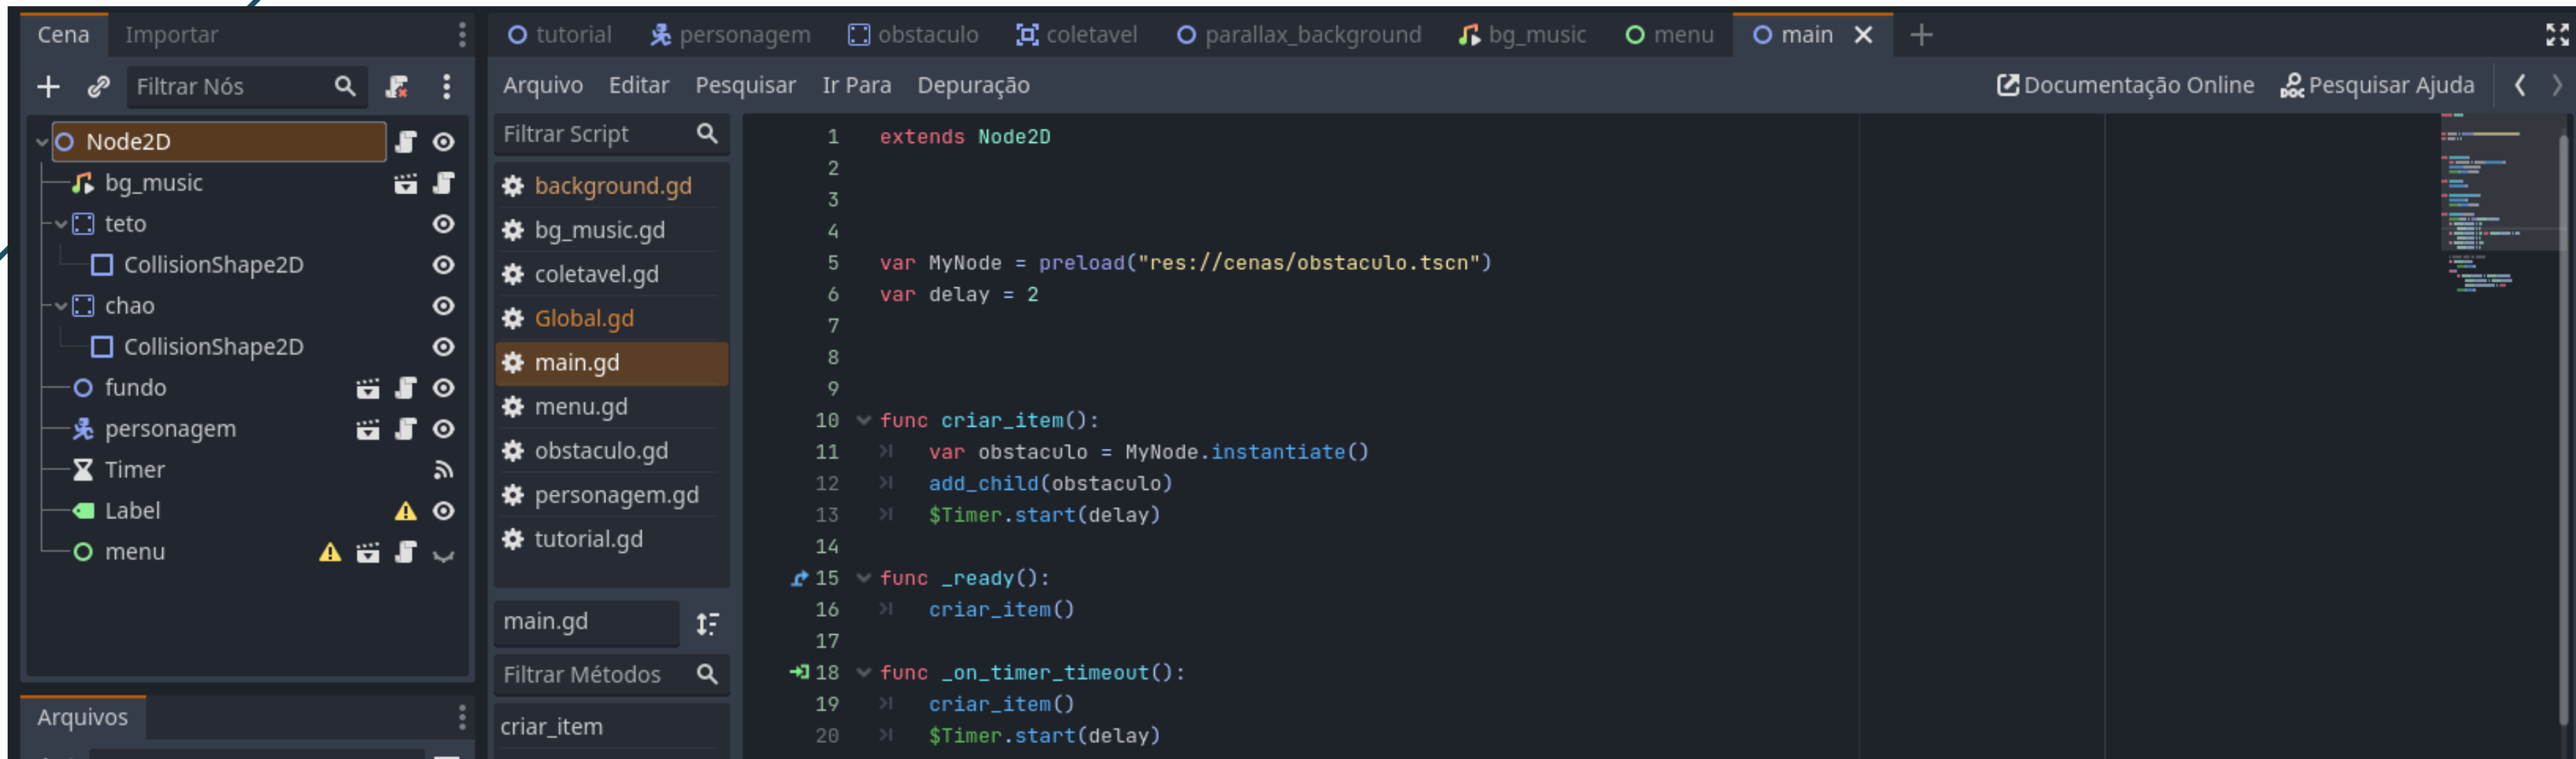 Cena Importar
Filtrar Nós
Node2D
bg_music
teto
CollisionShape2D
chao
CollisionShape2D
fundo
personagem
Timer
Label
menu
Arquivos
tutorial personagem obstaculo coletavel parallax_background bg_music menu main
Arquivo Editar Pesquisar Ir Para Depuração Documentação Online Pesquisar Ajuda
Filtrar Script
background.gd
bg_music.gd
coletavel.gd
Global.gd
main.gd
menu.gd
obstaculo.gd
personagem.gd
tutorial.gd
main.gd
Filtrar Métodos
criar_item
1 extends Node2D
2
3
4
5 var MyNode = preload("res://cenas/obstaculo.tscn")
6 var delay = 2
7
8
9
10 func criar_item():
11 var obstaculo = MyNode.instantiate()
12 add_child(obstaculo)
13 $Timer.start(delay)
14
15 func _ready():
16 criar_item()
17
18 func _on_timer_timeout():
19 criar_item()
20 $Timer.start(delay)